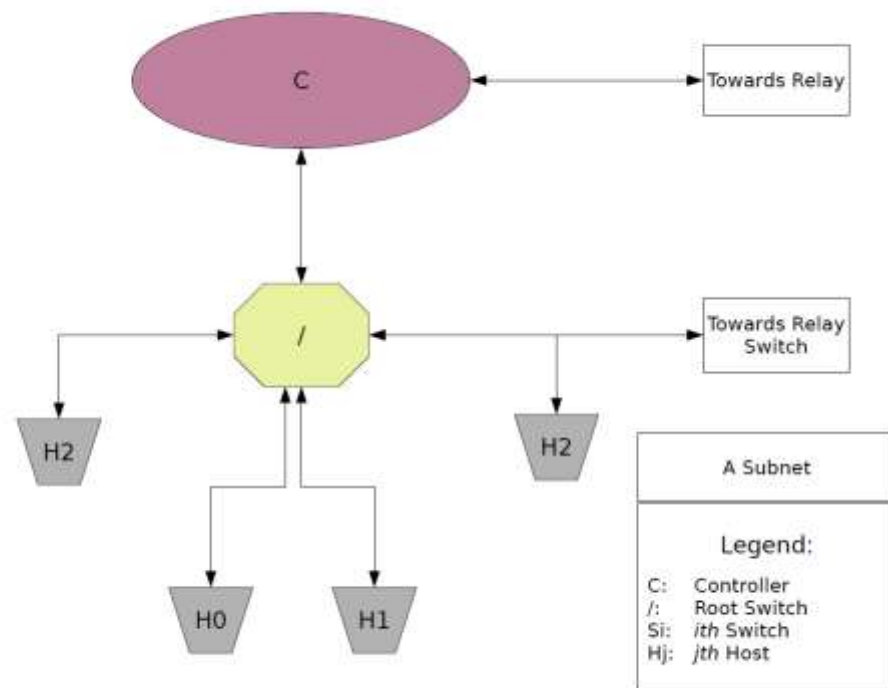 C
Towards Relay
/
Towards Relay
Switch
H2
H2
H0
H1
A Subnet
Legend:
C: Controller
/: Root Switch
Si: ith Switch
Hj: jth Host